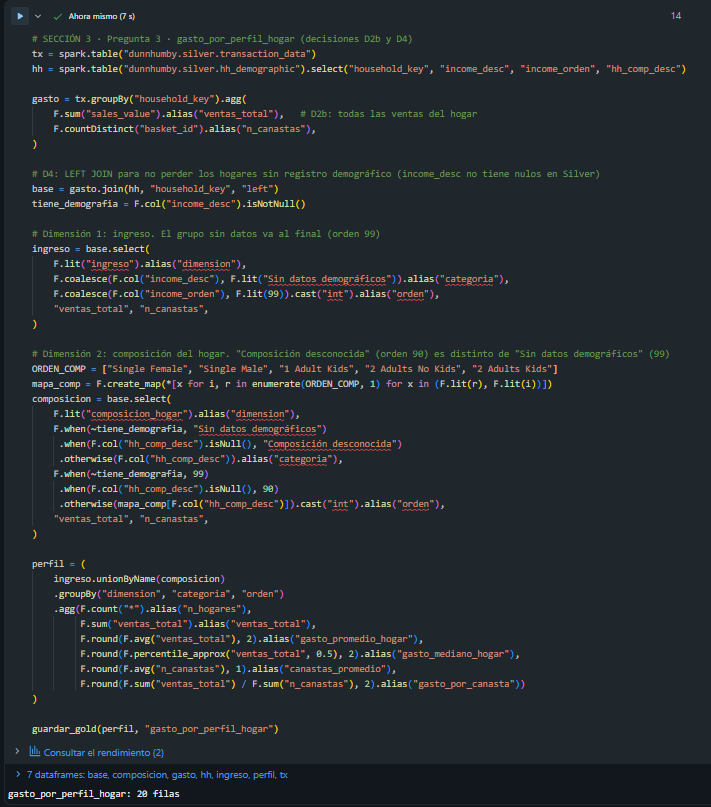 Ahora mismo (7 s)
14
# SECCIÓN 3 · Pregunta 3 · gasto_por_perfil_hogar (decisiones D2b y D4)
tx = spark.table("dunnhumby.silver.transaction_data")
hh = spark.table("dunnhumby.silver.hh_demographic").select("household_key", "income_desc", "income_orden", "hh_comp_desc")
gasto = tx.groupBy("household_key").agg(
F.sum("sales_value").alias("ventas_total"),   # D2b: todas las ventas del hogar
F.countDistinct("basket_id").alias("n_canastas"),
)
# D4: LEFT JOIN para no perder los hogares sin registro demográfico (income_desc no tiene nulos en Silver)
base = gasto.join(hh, "household_key", "left")
tiene_demografia = F.col("income_desc").isNotNull()
# Dimensión 1: ingreso. El grupo sin datos va al final (orden 99)
ingreso = base.select(
F.lit("ingreso").alias("dimension"),
F.coalesce(F.col("income_desc"), F.lit("Sin datos demográficos")).alias("categoria"),
F.coalesce(F.col("income_orden"), F.lit(99)).cast("int").alias("orden"),
"ventas_total", "n_canastas",
)
# Dimensión 2: composición del hogar. "Composición desconocida" (orden 90) es distinto de "Sin datos demográficos" (99)
ORDEN_COMP = ["Single Female", "Single Male", "1 Adult Kids", "2 Adults No Kids", "2 Adults Kids"]
mapa_comp = F.create_map(*[x for i, r in enumerate(ORDEN_COMP, 1) for x in (F.lit(r), F.lit(i))])
composicion = base.select(
F.lit("composicion_hogar").alias("dimension"),
F.when(~tiene_demografia, "Sin datos demográficos")
.when(F.col("hh_comp_desc").isNull(), "Composición desconocida")
.otherwise(F.col("hh_comp_desc")).alias("categoria"),
F.when(~tiene_demografia, 99)
.when(F.col("hh_comp_desc").isNull(), 90)
.otherwise(mapa_comp[F.col("hh_comp_desc")]).cast("int").alias("orden"),
"ventas_total", "n_canastas",
)
perfil = (
ingreso.unionByName(composicion)
.groupBy("dimension", "categoria", "orden")
.agg(F.count("*").alias("n_hogares"),
F.sum("ventas_total").alias("ventas_total"),
F.round(F.avg("ventas_total"), 2).alias("gasto_promedio_hogar"),
F.round(F.percentile_approx("ventas_total", 0.5), 2).alias("gasto_mediano_hogar"),
F.round(F.avg("n_canastas"), 1).alias("canastas_promedio"),
F.round(F.sum("ventas_total") / F.sum("n_canastas"), 2).alias("gasto_por_canasta"))
)
guardar_gold(perfil, "gasto_por_perfil_hogar")
Consultar el rendimiento (2)
7 dataframes: base, composicion, gasto, hh, ingreso, perfil, tx
gasto_por_perfil_hogar: 20 filas